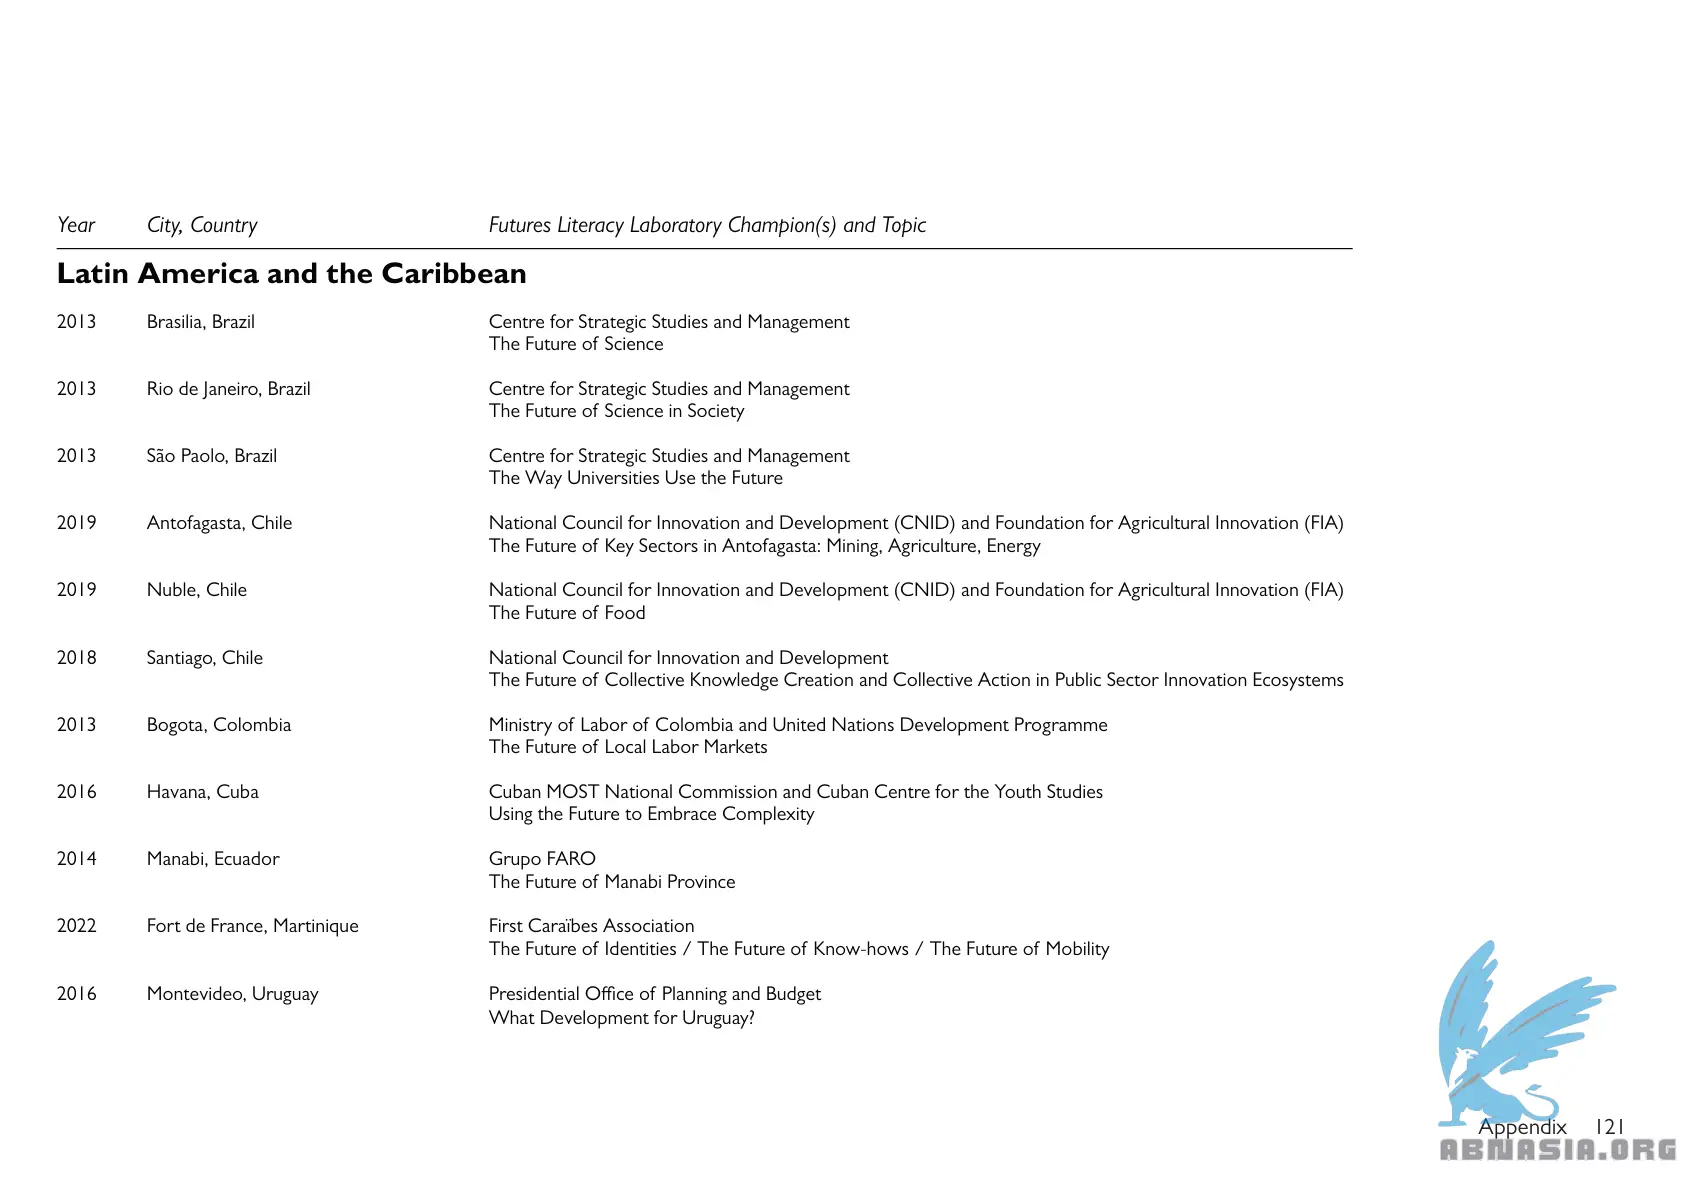 Year City, Country Futures Literacy Laboratory Champion(s) and Topic
Latin America and the Caribbean
2013 Brasilia, Brazil Centre for Strategic Studies and Management
The Future of Science
2013 Rio de Janeiro, Brazil Centre for Strategic Studies and Management
The Future of Science in Society
2013 São Paolo, Brazil Centre for Strategic Studies and Management
The Way Universities Use the Future
2019 Antofagasta, Chile National Council for Innovation and Development (CNID) and Foundation for Agricultural Innovation (FIA)
The Future of Key Sectors in Antofagasta: Mining, Agriculture, Energy
2019 Nuble, Chile National Council for Innovation and Development (CNID) and Foundation for Agricultural Innovation (FIA)
The Future of Food
2018 Santiago, Chile National Council for Innovation and Development
The Future of Collective Knowledge Creation and Collective Action in Public Sector Innovation Ecosystems
2013 Bogota, Colombia Ministry of Labor of Colombia and United Nations Development Programme
The Future of Local Labor Markets
2016 Havana, Cuba Cuban MOST National Commission and Cuban Centre for the Youth Studies
Using the Future to Embrace Complexity
2014 Manabi, Ecuador Grupo FARO
The Future of Manabi Province
2022 Fort de France, Martinique First Caraïbes Association
The Future of Identities / The Future of Know-hows / The Future of Mobility
2016 Montevideo, Uruguay Presidential Office of Planning and Budget
What Development for Uruguay?
Appendix 121
ABNASIA.ORG